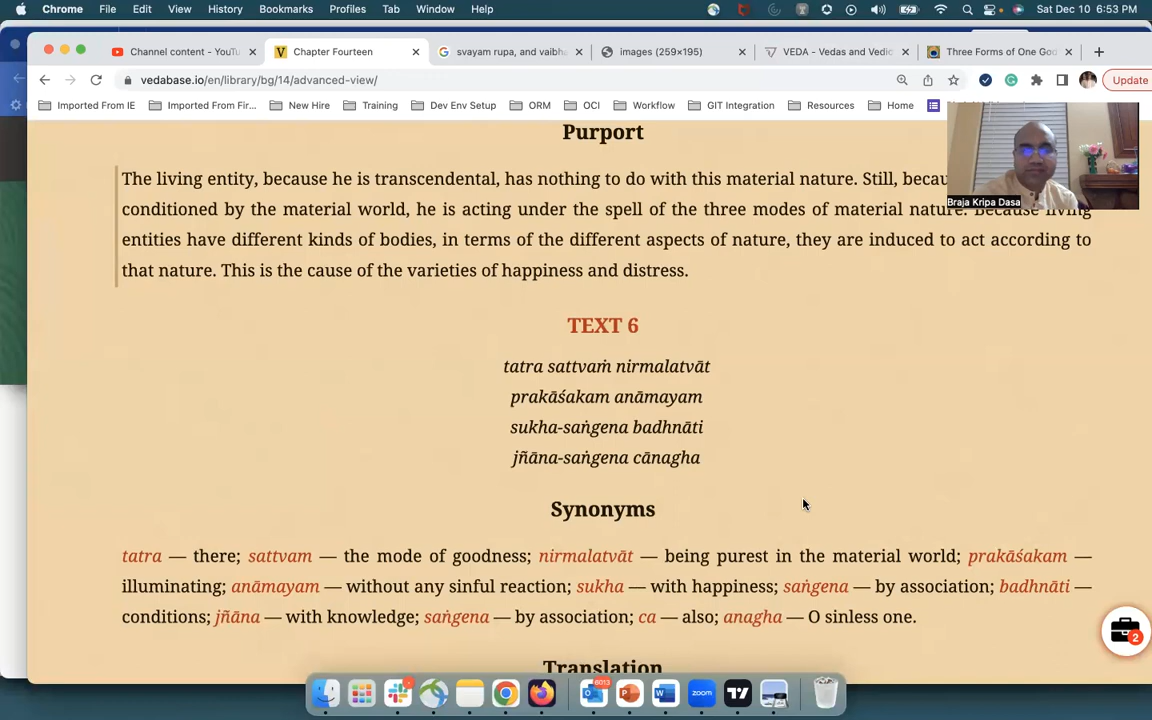 Chrome File Edit View History Bookmarks Profiles Tab Window Help Sat Dec 10 6:53 PM
Channel content - YouTu Chapter Fourteen svayam rupa, and vaibh images (259×195) VEDA - Vedas and Vedic Three Forms of One God
vedabase.io/en/library/bg/14/advanced-view/ Update
Imported From IE Imported From Fir... New Hire Training Dev Env Setup ORM OCI Workflow GIT Integration Resources Home
Purport
The living entity, because he is transcendental, has nothing to do with this material nature. Still, becau
conditioned by the material world, he is acting under the spell of the three modes of material nature. Because living
Braja Kripa Dasa
entities have different kinds of bodies, in terms of the different aspects of nature, they are induced to act according to
that nature. This is the cause of the varieties of happiness and distress.
TEXT 6
tatra sattvaṁ nirmalatvāt
prakāśakam anāmayam
sukha-saṅgena badhnāti
jñāna-saṅgena cānagha
Synonyms
tatra — there; sattvam — the mode of goodness; nirmalatvāt — being purest in the material world; prakāśakam —
illuminating; anāmayam — without any sinful reaction; sukha — with happiness; saṅgena — by association; badhnāti —
conditions; jñāna — with knowledge; saṅgena — by association; ca — also; anagha — O sinless one.
2
Translation
6013
zoom